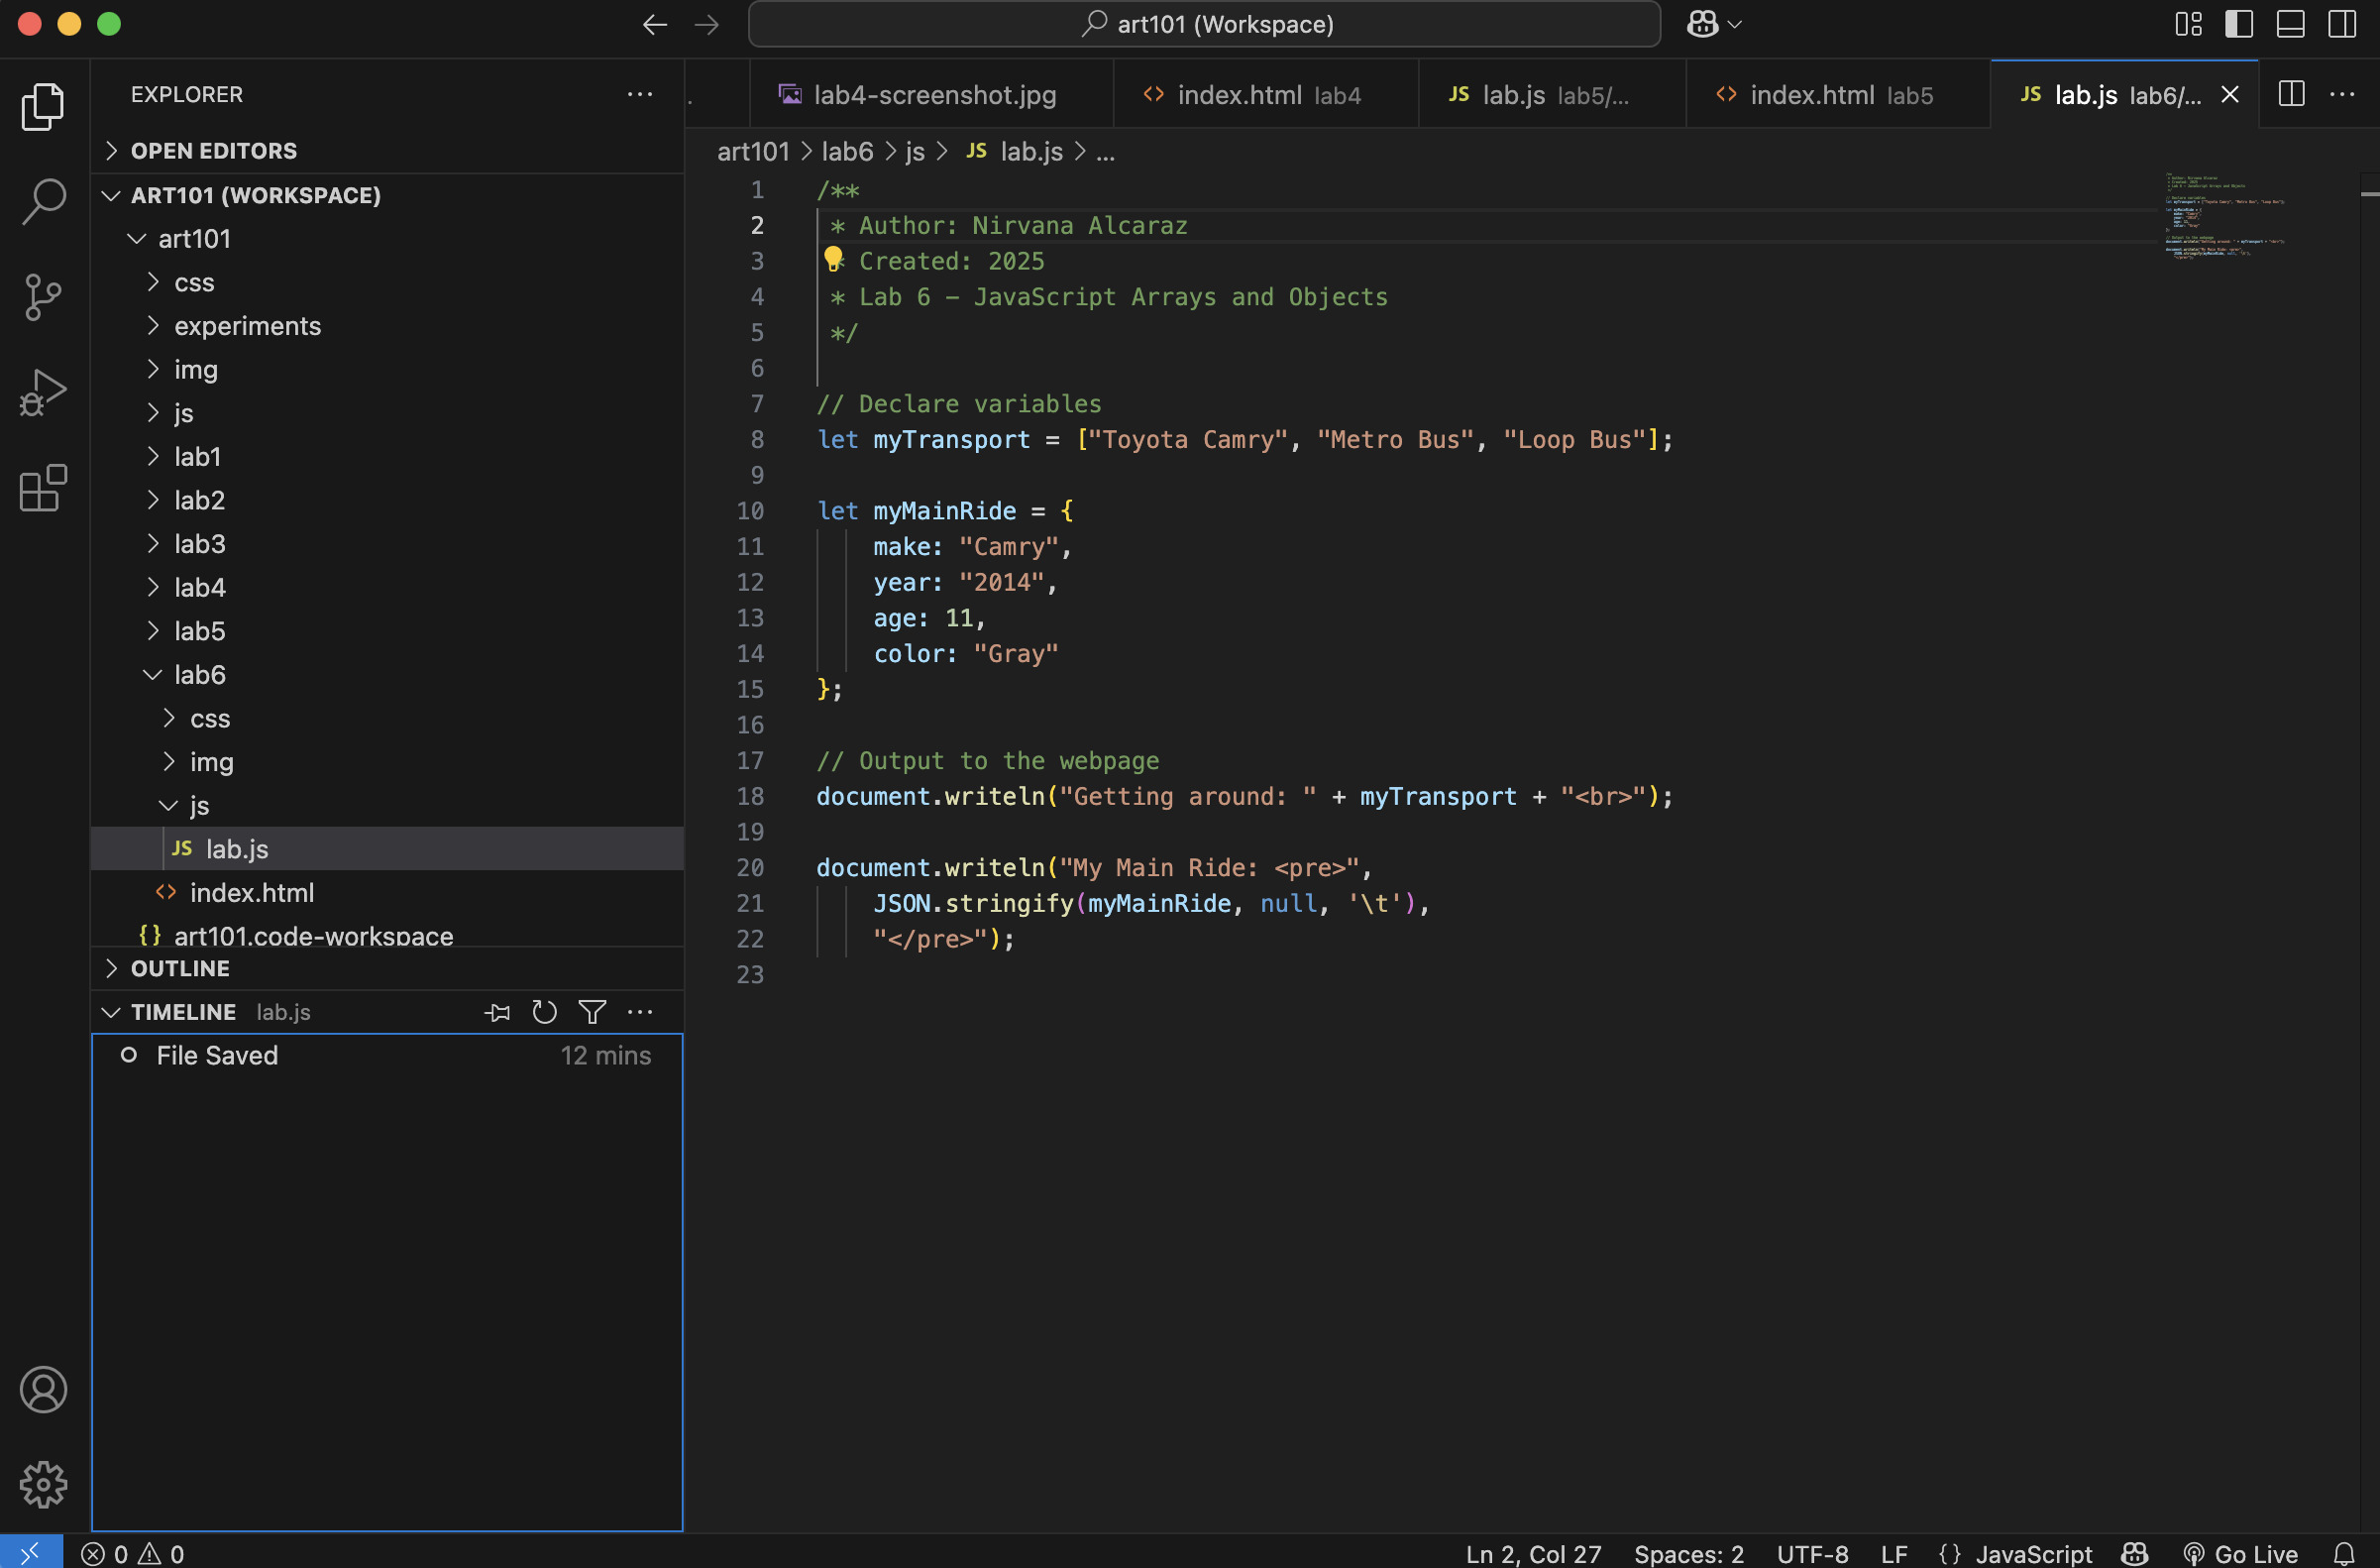 art101 (Workspace)
EXPLORER
OPEN EDITORS
ART101 (WORKSPACE)
art101
css
experiments
img
js
lab1
lab2
lab3
lab4
lab5
lab6
css
img
js
JS lab.js
index.html
{} art101.code-workspace
OUTLINE
TIMELINE lab.js
File Saved 12 mins
lab4-screenshot.jpg
index.html lab4
JS lab.js lab5/...
index.html lab5
JS lab.js lab6/...
art101 > lab6 > js > JS lab.js > ...
1 /**
2 * Author: Nirvana Alcaraz
3 * Created: 2025
4 * Lab 6 – JavaScript Arrays and Objects
5 */
6
7 // Declare variables
8 let myTransport = ["Toyota Camry", "Metro Bus", "Loop Bus"];
9
10 let myMainRide = {
11 make: "Camry",
12 year: "2014",
13 age: 11,
14 color: "Gray"
15 };
16
17 // Output to the webpage
18 document.writeln("Getting around: " + myTransport + "<br>");
19
20 document.writeln("My Main Ride: <pre>",
21 JSON.stringify(myMainRide, null, '\t'),
22 "</pre>");
23
0 0
Ln 2, Col 27 Spaces: 2 UTF-8 LF {} JavaScript Go Live